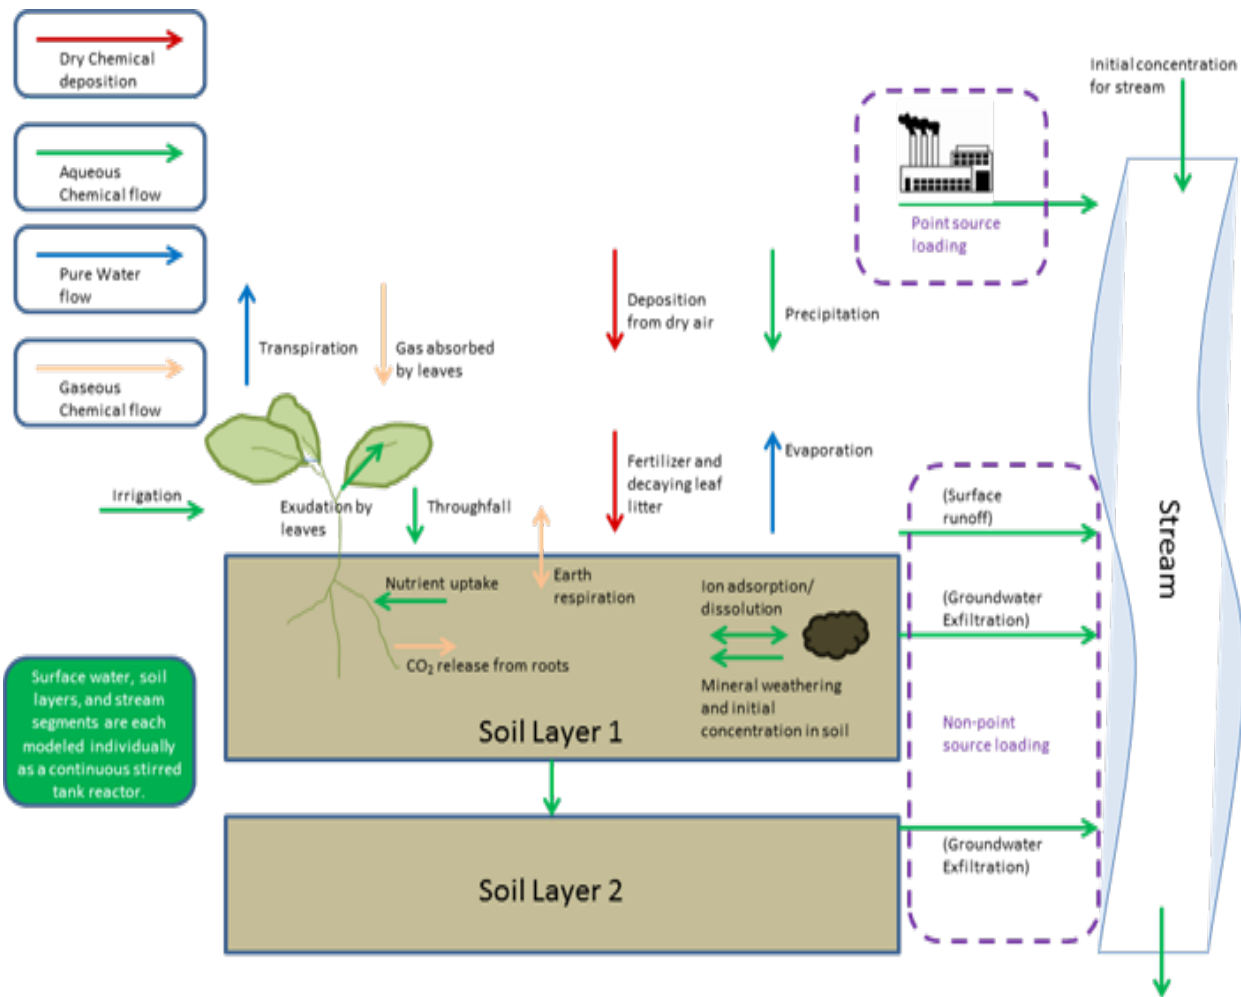 Dry Chemical
deposition
Aqueous
Chemical flow
Pure Water
flow
Gaseous
Chemical flow
Initial concentration
for stream
Point source
loading
Transpiration
Gas absorbed
by leaves
Deposition
from dry air
Precipitation
Irrigation
Exudation by
leaves
Throughfall
Fertilizer and
decaying leaf
litter
Evaporation
(Surface
runoff)
Stream
Nutrient uptake
Earth
respiration
CO₂ release from roots
Ion adsorption/
dissolution
Mineral weathering
and initial
concentration in soil
Soil Layer 1
(Groundwater
Exfiltration)
Non-point
source loading
Surface water, soil
layers, and stream
segments are each
modeled individually
as a continuous stirred
tank reactor.
Soil Layer 2
(Groundwater
Exfiltration)